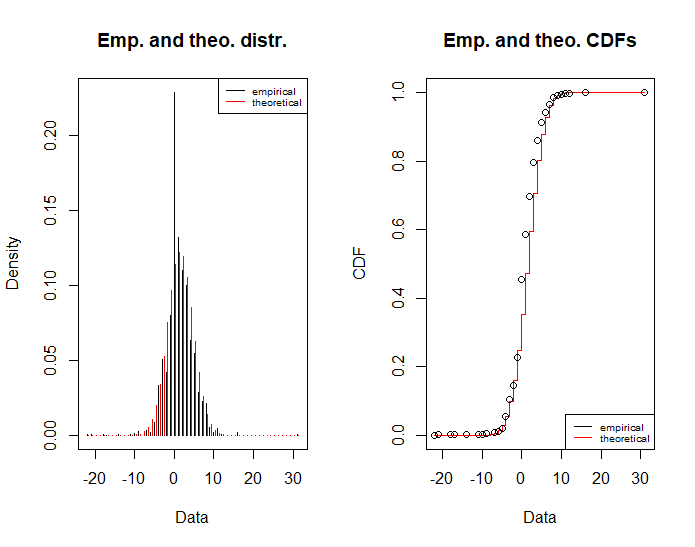 Emp. and theo. distr.
empirical
theoretical
Density
0.00 0.05 0.10 0.15 0.20
-20 -10 0 10 20 30
Data
Emp. and theo. CDFs
CDF
0.0 0.2 0.4 0.6 0.8 1.0
empirical
theoretical
-20 -10 0 10 20 30
Data